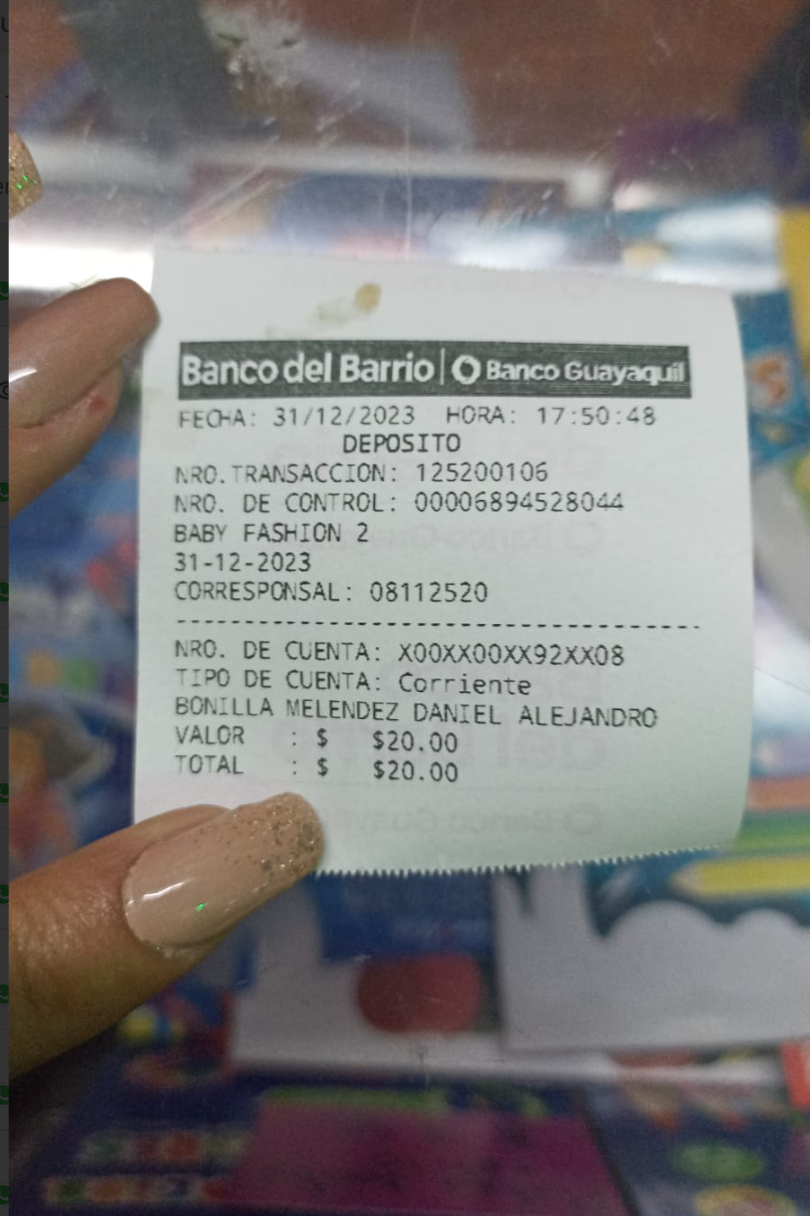 Banco del Barrio | Banco Guayaquil
FECHA: 31/12/2023 HORA: 17:50:48
DEPOSITO
NRO.TRANSACCION: 125200106
NRO. DE CONTROL: 00006894528044
BABY FASHION 2
31-12-2023
CORRESPONSAL: 08112520
NRO. DE CUENTA: X00XX00XX92XX08
TIPO DE CUENTA: Corriente
BONILLA MELENDEZ DANIEL ALEJANDRO
VALOR : $ $20.00
TOTAL : $ $20.00